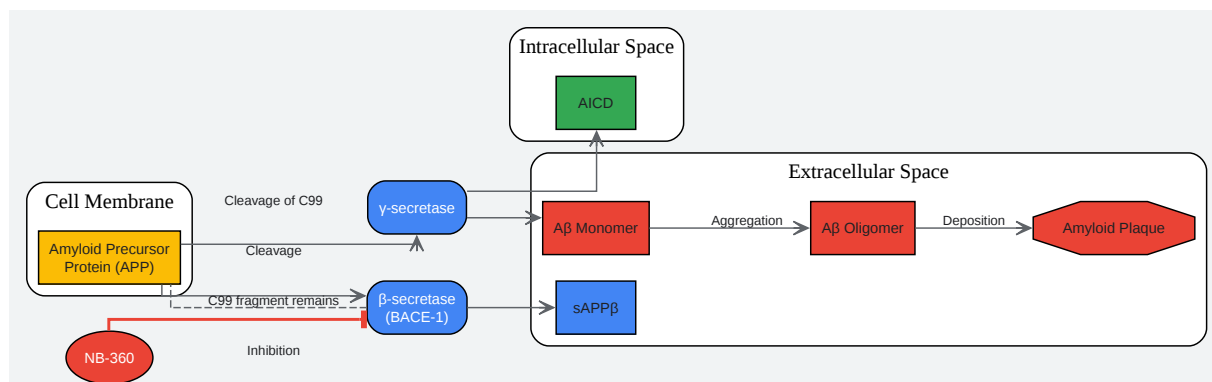 Intracellular Space
AICD
Extracellular Space
Cell Membrane
Cleavage of C99
γ-secretase
Aβ Monomer
Aggregation
Aβ Oligomer
Deposition
Amyloid Plaque
Amyloid Precursor
Protein (APP)
Cleavage
C99 fragment remains
β-secretase
(BACE-1)
sAPPβ
NB-360
Inhibition